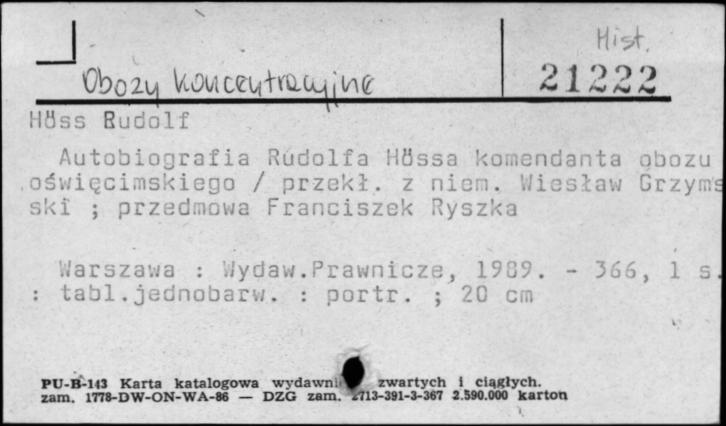 Hist.
Obozy koncentracyjne
21222
Höss Rudolf
Autobiografia Rudolfa Hössa komendanta obozu
oświęcimskiego / przekł. z niem. Wiesław Grzyms
ski ; przedmowa Franciszek Ryszka
Warszawa : Wydaw.Prawnicze, 1989. - 366, 1 s.
: tabl.jednobarw. : portr. ; 20 cm
PU-B-143 Karta katalogowa zwartych i ciągłych.
zam. 1778-DW-ON-WA-86 — DZG zam. 2713-391-3-367 2.590.000 karton